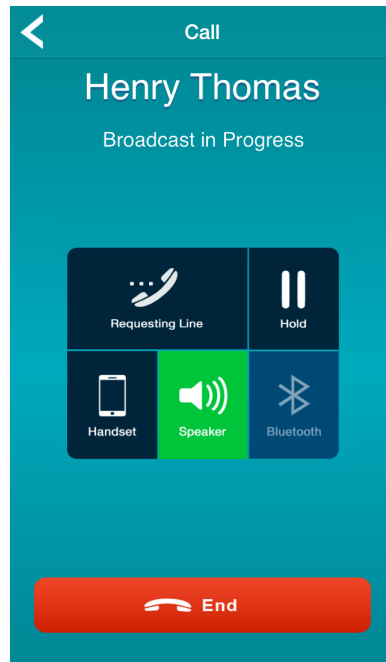 Call
Henry Thomas
Broadcast in Progress
Requesting Line
Hold
Handset
Speaker
Bluetooth
End